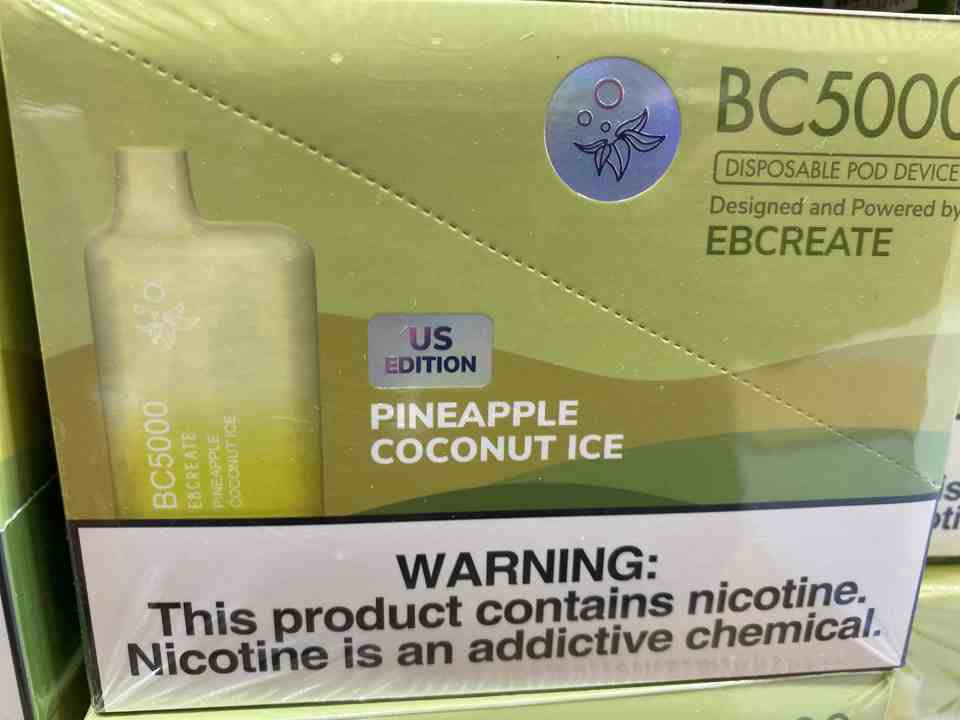 BC5000
DISPOSABLE POD DEVICE
Designed and Powered by
EBCREATE
US
EDITION
PINEAPPLE
COCONUT ICE
BC5000
EBCREATE
PINEAPPLE
COCONUT ICE
WARNING:
This product contains nicotine.
Nicotine is an addictive chemical.